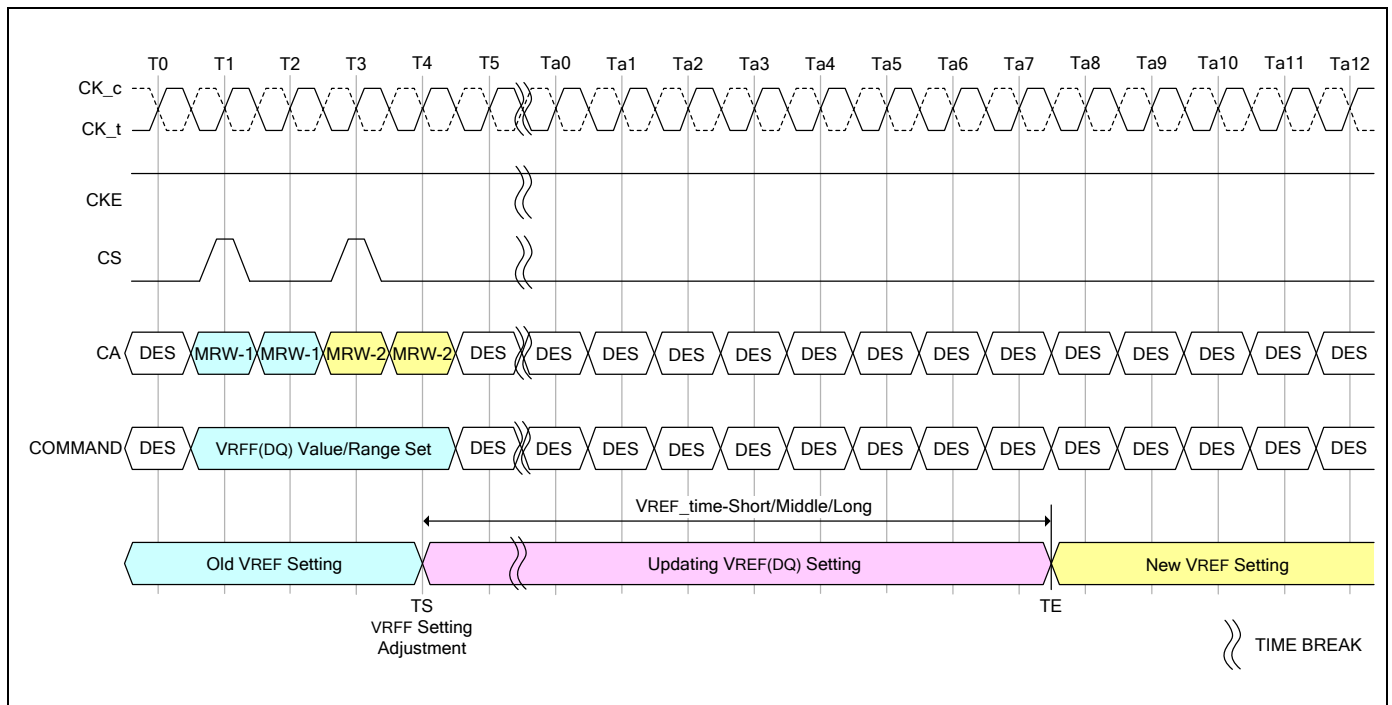 T0 T1 T2 T3 T4 T5 Ta0 Ta1 Ta2 Ta3 Ta4 Ta5 Ta6 Ta7 Ta8 Ta9 Ta10 Ta11 Ta12
CK_c
CK_t
CKE
CS
CA DES MRW-1 MRW-1 MRW-2 MRW-2 DES DES DES DES DES DES DES DES DES DES DES DES DES DES
COMMAND DES VRFF(DQ) Value/Range Set DES DES DES DES DES DES DES DES DES DES DES DES DES DES
VREF_time-Short/Middle/Long
Old VREF Setting Updating VREF(DQ) Setting New VREF Setting
TS TE
VRFF Setting
Adjustment
TIME BREAK